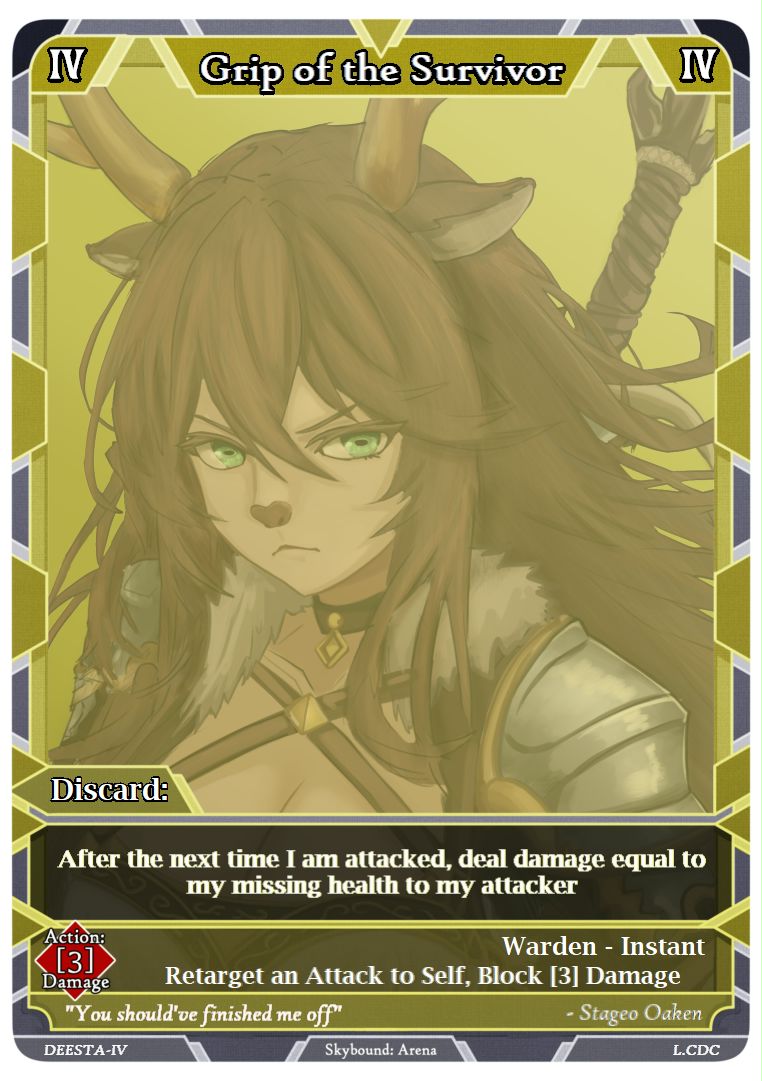 IV
Grip of the Survivor
IV
Discard:
After the next time I am attacked, deal damage equal to
my missing health to my attacker
Action:
[3]
Damage
Warden - Instant
Retarget an Attack to Self, Block [3] Damage
"You should've finished me off"
- Stageo Oaken
DEESTA-IV
Skybound: Arena
L.CDC